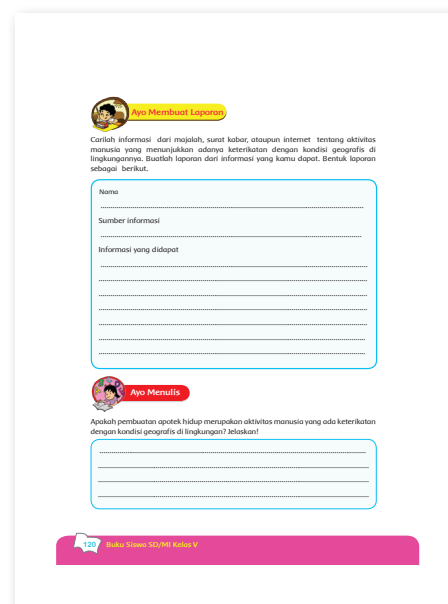 Ayo Membuat Laporan
Carilah informasi dari majalah, surat kabar, ataupun internet tentang aktivitas
manusia yang menunjukkan adanya keterikatan dengan kondisi geografis di
lingkungannya. Buatlah laporan dari informasi yang kamu dapat. Bentuk laporan
sebagai berikut.
Nama
Sumber informasi
Informasi yang didapat
Ayo Menulis
Apakah pembuatan apotek hidup merupakan aktivitas manusia yang ada keterikatan
dengan kondisi geografis di lingkungan? Jelaskan!
120 Buku Siswa SD/MI Kelas V